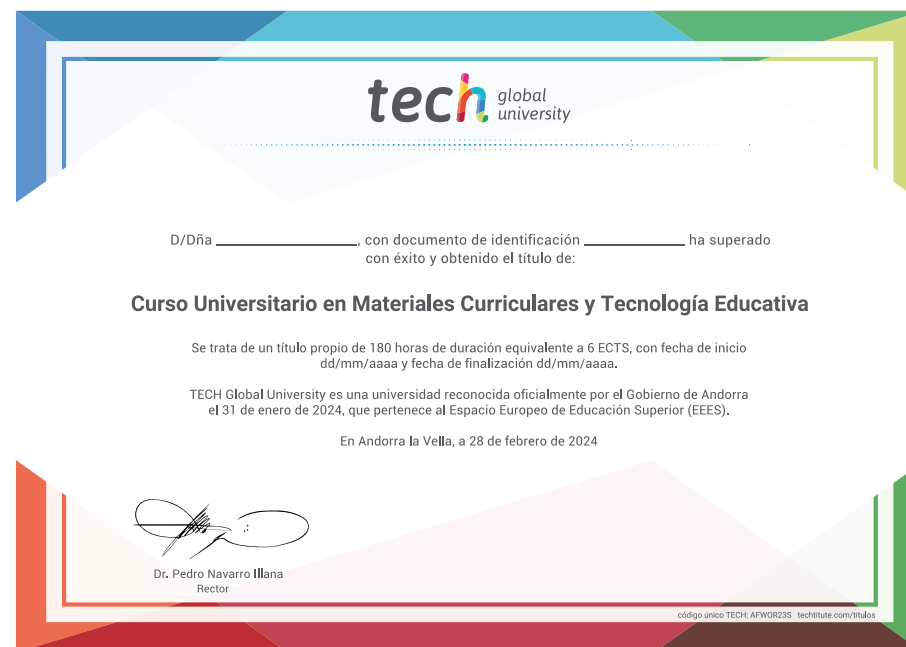 tech global university
D/Dña ____________, con documento de identificación ____________ ha superado
con éxito y obtenido el título de:
Curso Universitario en Materiales Curriculares y Tecnología Educativa
Se trata de un título propio de 180 horas de duración equivalente a 6 ECTS, con fecha de inicio
dd/mm/aaaa y fecha de finalización dd/mm/aaaa.
TECH Global University es una universidad reconocida oficialmente por el Gobierno de Andorra
el 31 de enero de 2024, que pertenece al Espacio Europeo de Educación Superior (EEES).
En Andorra la Vella, a 28 de febrero de 2024
Dr. Pedro Navarro Illana
Rector
código único TECH: AFWOR23S techtitute.com/titulos